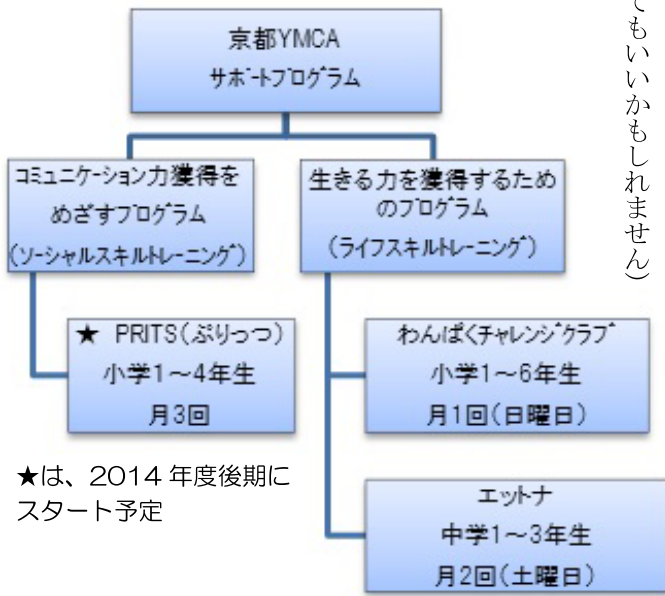 てもいいかもしれません)
京都YMCA
サポートプログラム
コミュニケーション力獲得を
めざすプログラム
(ソーシャルスキルトレーニング)
生きる力を獲得するため
のプログラム
(ライフスキルトレーニング)
★ PRITS(ぷりっつ)
小学1~4年生
月3回
わんぱくチャレンジクラブ
小学1~6年生
月1回(日曜日)
エットナ
中学1~3年生
月2回(土曜日)
★は、2014年度後期に
スタート予定